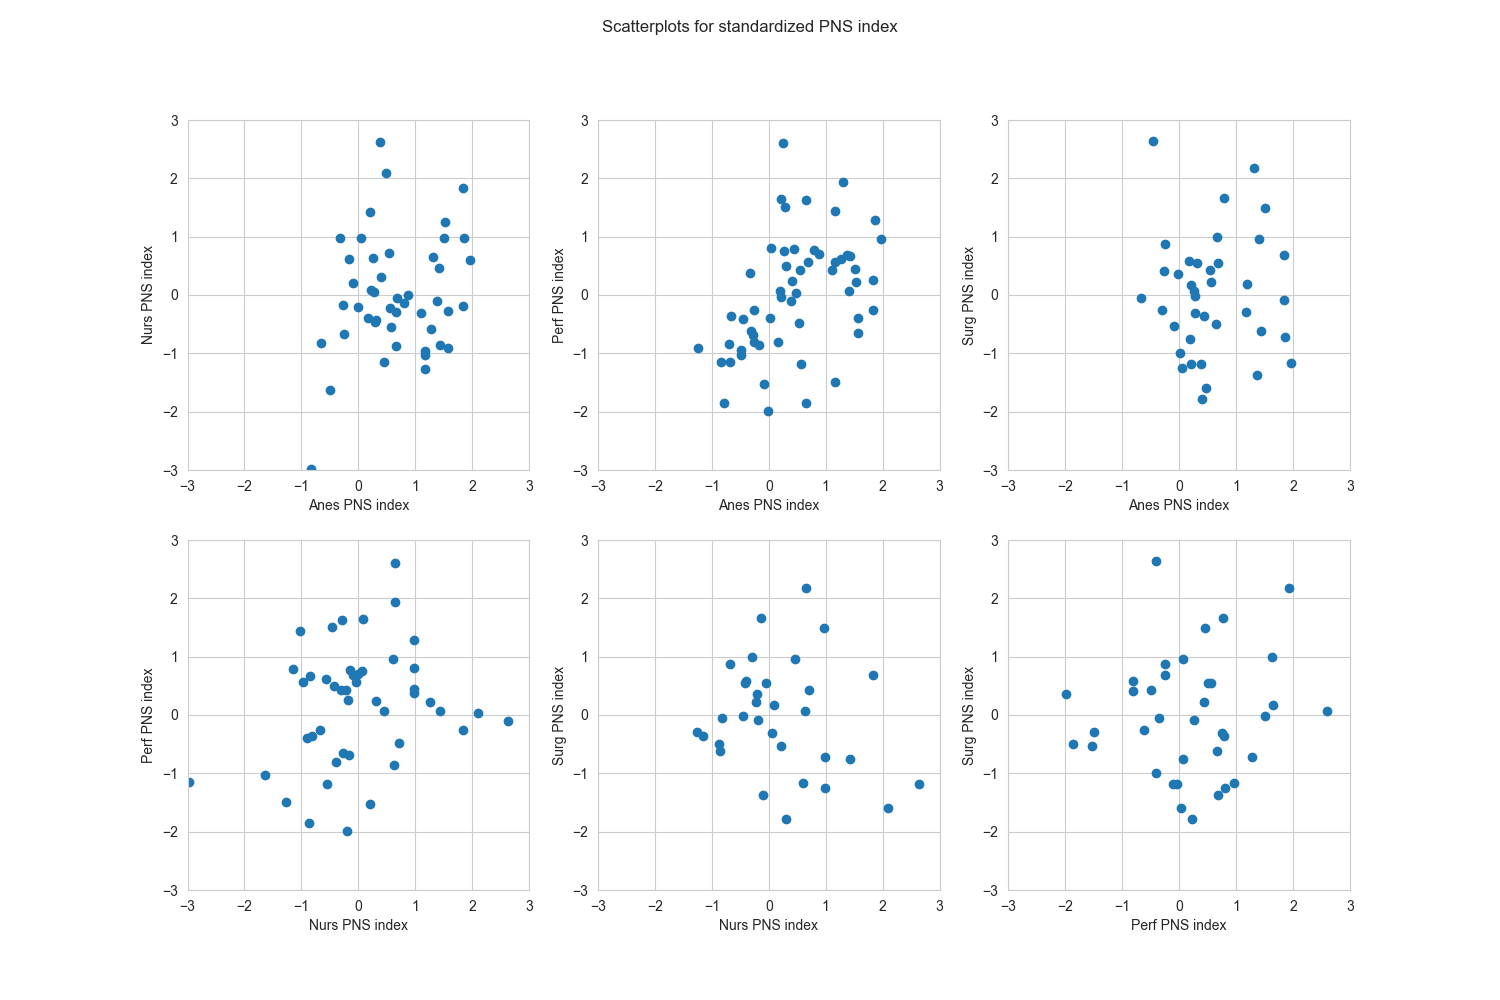 Scatterplots for standardized PNS index
3 3 3
2 2 2
1 1 1
0 0 0
−1 −1 −1
−2 −2 −2
−3 −3 −3
Nurs PNS index Perf PNS index Surg PNS index
−3 −2 −1 0 1 2 3 −3 −2 −1 0 1 2 3 −3 −2 −1 0 1 2 3
Anes PNS index Anes PNS index Anes PNS index
3 3 3
2 2 2
1 1 1
0 0 0
−1 −1 −1
−2 −2 −2
−3 −3 −3
Perf PNS index Surg PNS index Surg PNS index
−3 −2 −1 0 1 2 3 −3 −2 −1 0 1 2 3 −3 −2 −1 0 1 2 3
Nurs PNS index Nurs PNS index Perf PNS index